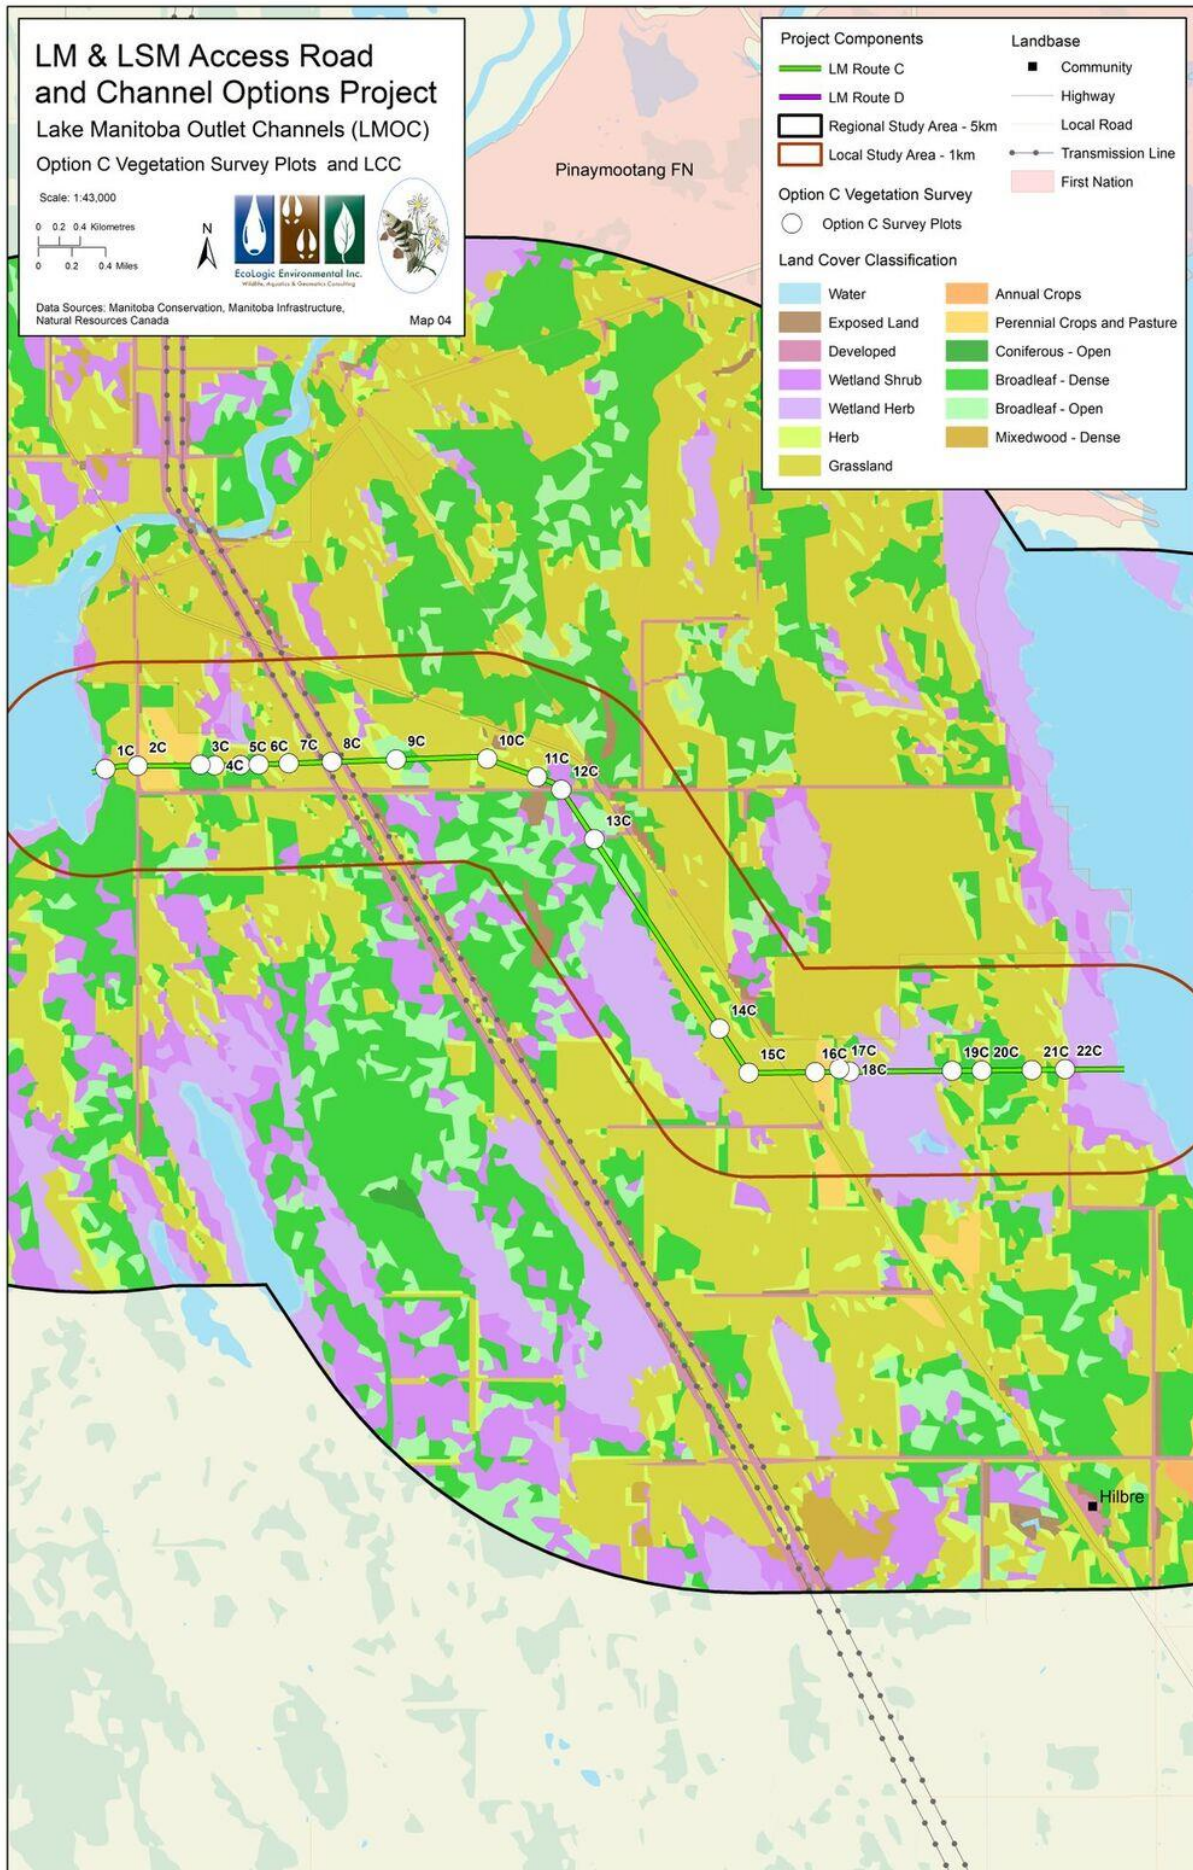 LM & LSM Access Road
and Channel Options Project
Lake Manitoba Outlet Channels (LMOC)
Option C Vegetation Survey Plots and LCC
Scale: 1:43,000
0 0.2 0.4 Kilometres
0 0.2 0.4 Miles
N
EcoLogic Environmental Inc.
Wildlife, Aquatics & Geomatics Consulting
Data Sources: Manitoba Conservation, Manitoba Infrastructure,
Natural Resources Canada
Map 04
Project Components
LM Route C
LM Route D
Regional Study Area - 5km
Local Study Area - 1km
Option C Vegetation Survey
Option C Survey Plots
Landbase
Community
Highway
Local Road
Transmission Line
First Nation
Land Cover Classification
Water
Exposed Land
Developed
Wetland Shrub
Wetland Herb
Herb
Grassland
Annual Crops
Perennial Crops and Pasture
Coniferous - Open
Broadleaf - Dense
Broadleaf - Open
Mixedwood - Dense
Pinaymootang FN
1C
2C
3C
4C
5C
6C
7C
8C
9C
10C
11C
12C
13C
14C
15C
16C
17C
18C
19C
20C
21C
22C
Hilbre